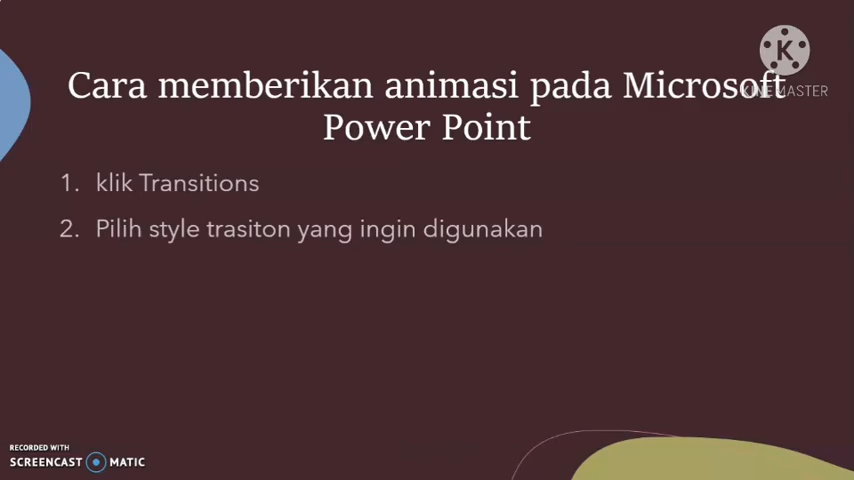 Cara memberikan animasi pada Microsoft
Power Point
K
KINEMASTER
1. klik Transitions
2. Pilih style trasiton yang ingin digunakan
RECORDED WITH
SCREENCAST MATIC